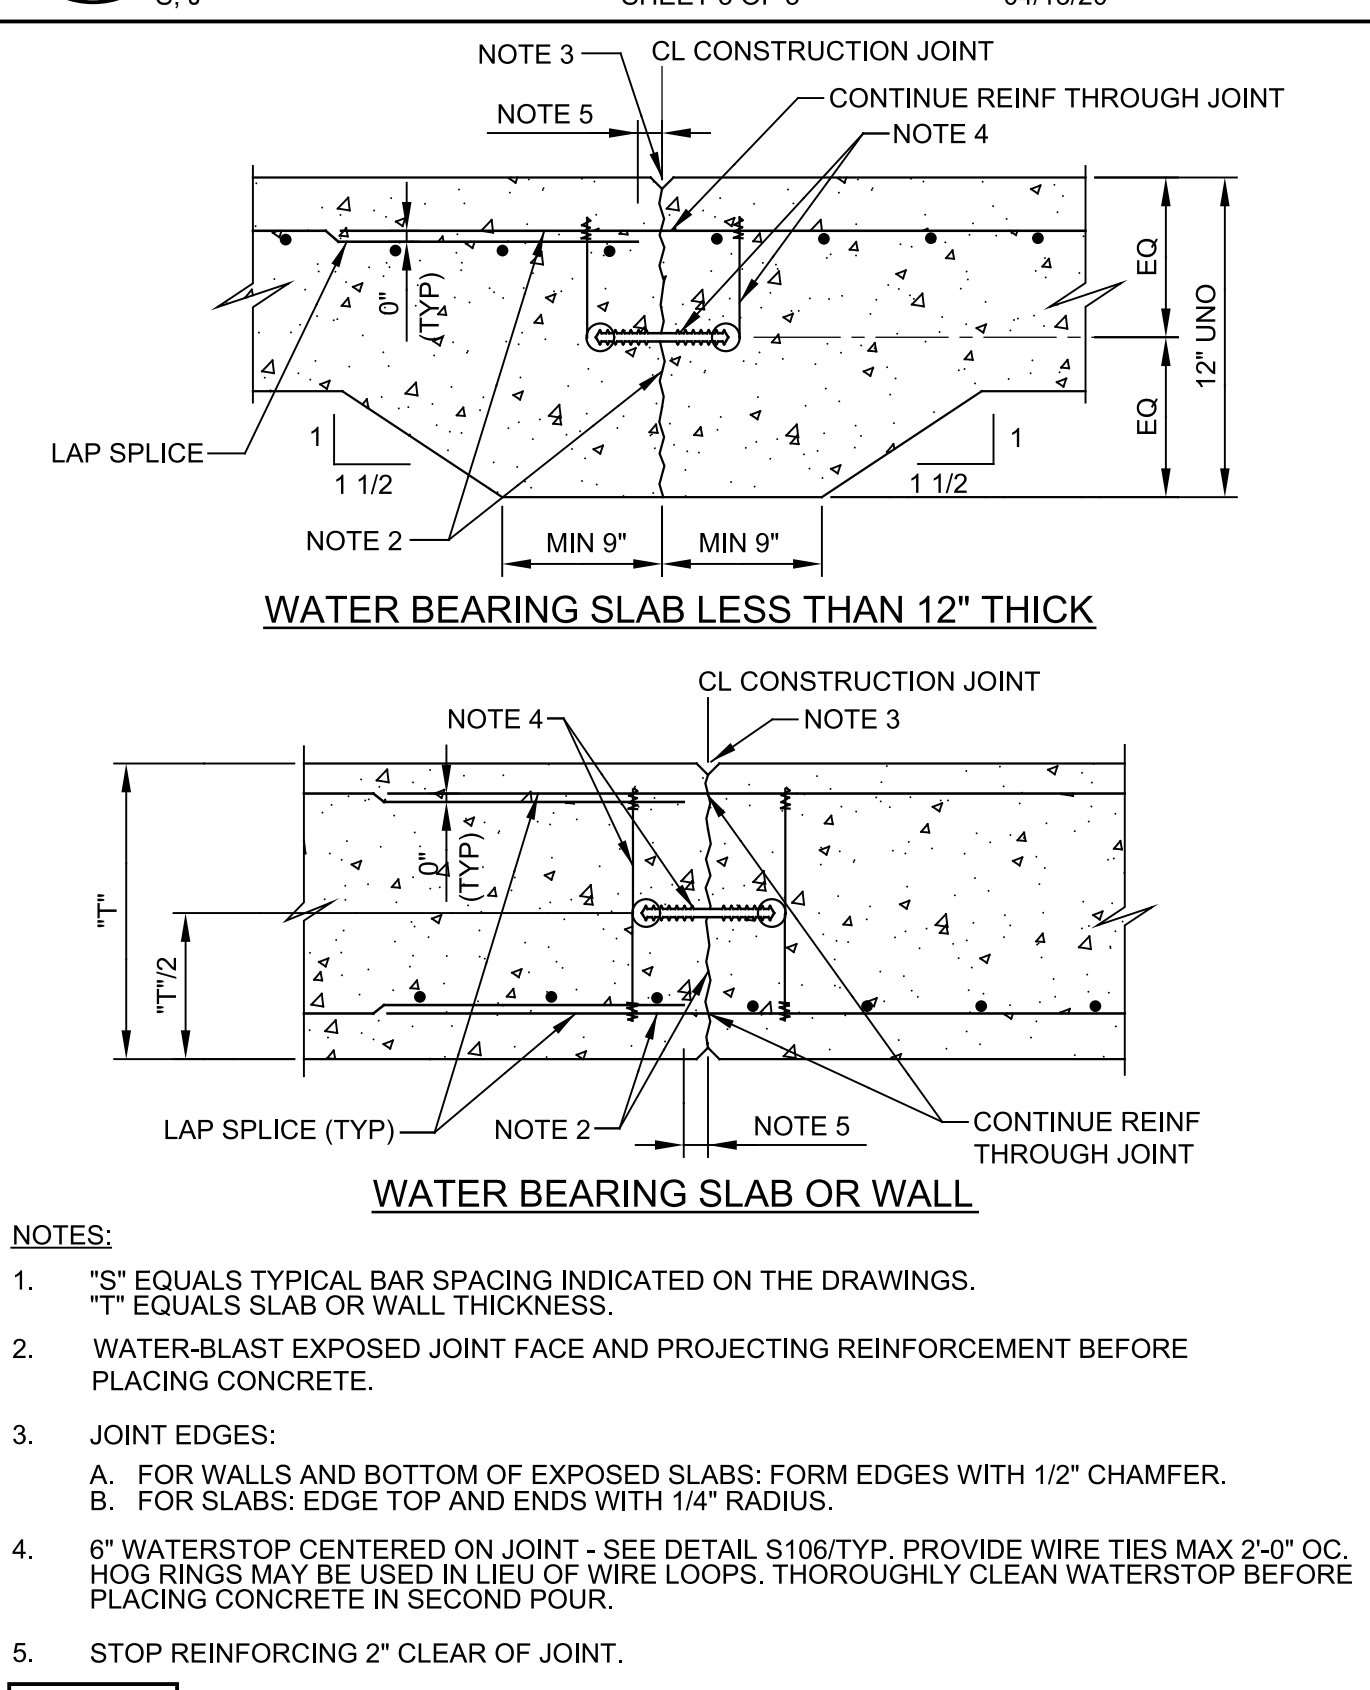 NOTE 3
CL CONSTRUCTION JOINT
CONTINUE REINF THROUGH JOINT
NOTE 5
NOTE 4
0"
(TYP)
EQ
12" UNO
EQ
LAP SPLICE
1
1 1/2
1
1 1/2
NOTE 2
MIN 9"
MIN 9"
WATER BEARING SLAB LESS THAN 12" THICK
CL CONSTRUCTION JOINT
NOTE 4
NOTE 3
0"
(TYP)
"T"
"T"/2
LAP SPLICE (TYP)
NOTE 2
NOTE 5
CONTINUE REINF
THROUGH JOINT
WATER BEARING SLAB OR WALL
NOTES:
1. "S" EQUALS TYPICAL BAR SPACING INDICATED ON THE DRAWINGS.
"T" EQUALS SLAB OR WALL THICKNESS.
2. WATER-BLAST EXPOSED JOINT FACE AND PROJECTING REINFORCEMENT BEFORE
PLACING CONCRETE.
3. JOINT EDGES:
A. FOR WALLS AND BOTTOM OF EXPOSED SLABS: FORM EDGES WITH 1/2" CHAMFER.
B. FOR SLABS: EDGE TOP AND ENDS WITH 1/4" RADIUS.
4. 6" WATERSTOP CENTERED ON JOINT - SEE DETAIL S106/TYP. PROVIDE WIRE TIES MAX 2'-0" OC.
HOG RINGS MAY BE USED IN LIEU OF WIRE LOOPS. THOROUGHLY CLEAN WATERSTOP BEFORE
PLACING CONCRETE IN SECOND POUR.
5. STOP REINFORCING 2" CLEAR OF JOINT.